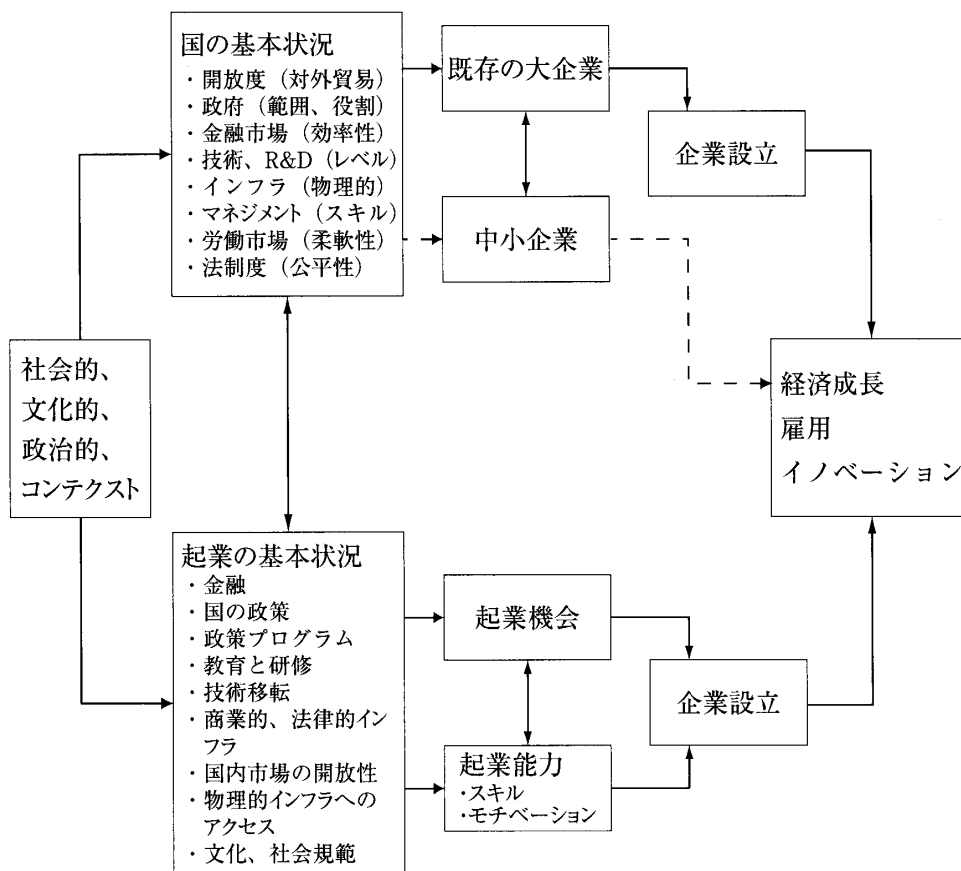 国の基本状況
・開放度（対外貿易）
・政府（範囲、役割）
・金融市場（効率性）
・技術、R&D（レベル）
・インフラ（物理的）
・マネジメント（スキル）
・労働市場（柔軟性）
・法制度（公平性）
既存の大企業
企業設立
中小企業
社会的、
文化的、
政治的、
コンテクスト
経済成長
雇用
イノベーション
起業の基本状況
・金融
・国の政策
・政策プログラム
・教育と研修
・技術移転
・商業的、法律的イン
フラ
・国内市場の開放性
・物理的インフラへの
アクセス
・文化、社会規範
起業機会
企業設立
起業能力
・スキル
・モチベーション